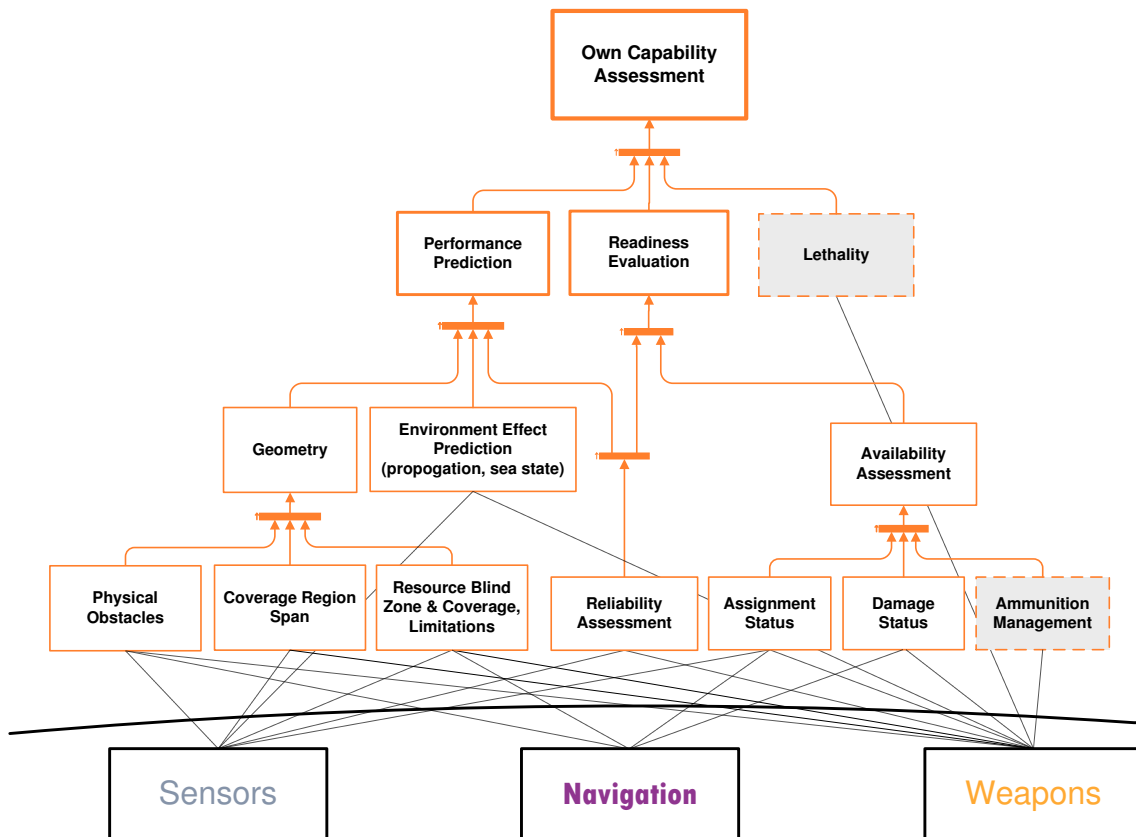 Own Capability
Assessment
†
Performance
Prediction
Readiness
Evaluation
Lethality
†
†
Geometry
Environment Effect
Prediction
(propogation, sea state)
†
Availability
Assessment
†
†
Physical
Obstacles
Coverage Region
Span
Resource Blind
Zone & Coverage,
Limitations
Reliability
Assessment
Assignment
Status
Damage
Status
Ammunition
Management
Sensors
Navigation
Weapons